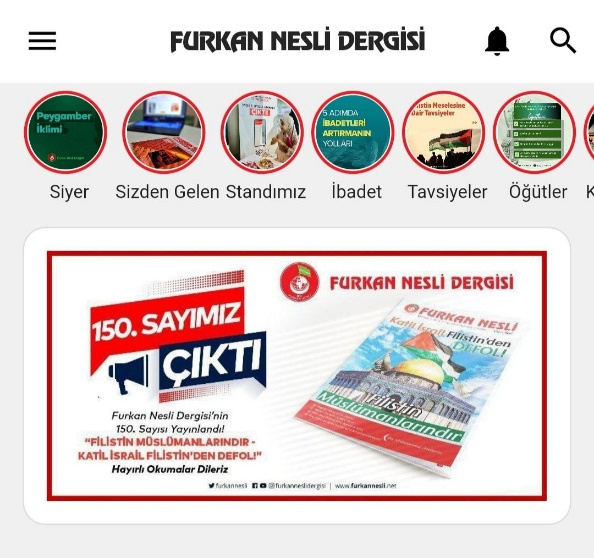 FURKAN NESLİ DERGİSİ
Peygamber
İklimi
ÇIKTI
5 ADIMDA
İBADETLERİ
ARTIRMANIN
YOLLARI
Filistin Meselesine
Dair Tavsiyeler
Siyer
Sizden Gelen
Standımız
İbadet
Tavsiyeler
Öğütler
K
150. SAYIMIZ
ÇIKTI
Furkan Nesli Dergisi'nin
150. Sayısı Yayınlandı!
"FİLİSTİN MÜSLÜMANLARINDIR -
KATİL İSRAİL FİLİSTİN'DEN DEFOL!"
Hayırlı Okumalar Dileriz
FURKAN NESLİ DERGİSİ
FURKAN NESLİ
Katil İsrail Filistin'den
DEFOL!
Filistin
Müslümanlarındır
furkannesli furkanneslidergisi | www.furkannesli.net